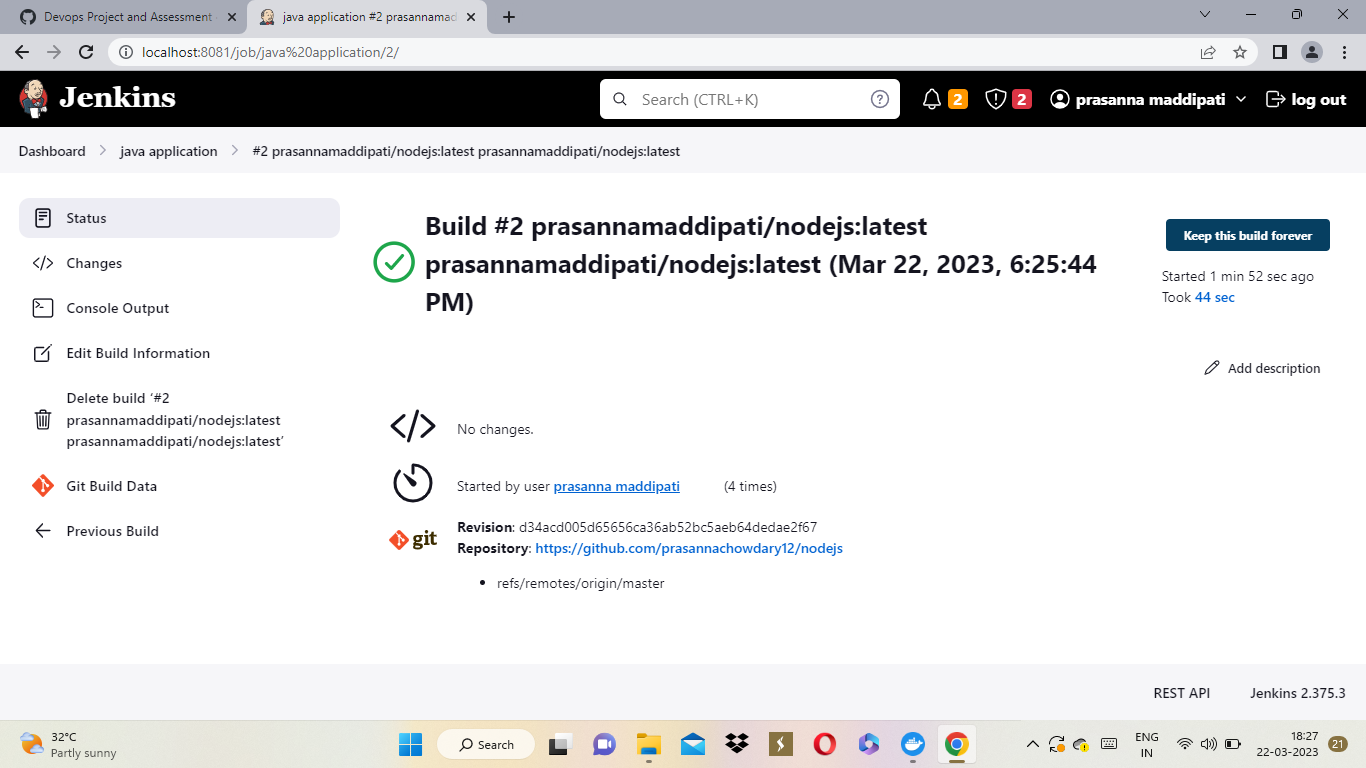 Devops Project and Assessment
java application #2 prasannamad
localhost:8081/job/java%20application/2/
Jenkins
Search (CTRL+K)
2
2
prasanna maddipati
log out
Dashboard
java application
#2 prasannamaddipati/nodejs:latest prasannamaddipati/nodejs:latest
Status
Changes
Console Output
Edit Build Information
Delete build ‘#2
prasannamaddipati/nodejs:latest
prasannamaddipati/nodejs:latest’
Git Build Data
Previous Build
Build #2 prasannamaddipati/nodejs:latest
prasannamaddipati/nodejs:latest (Mar 22, 2023, 6:25:44
PM)
Keep this build forever
Started 1 min 52 sec ago
Took 44 sec
Add description
No changes.
Started by user prasanna maddipati (4 times)
git
Revision: d34acd005d65656ca36ab52bc5aeb64dedae2f67
Repository: https://github.com/prasannachowdary12/nodejs
• refs/remotes/origin/master
REST API
Jenkins 2.375.3
32°C
Partly sunny
Search
ENG
IN
18:27
22-03-2023
21